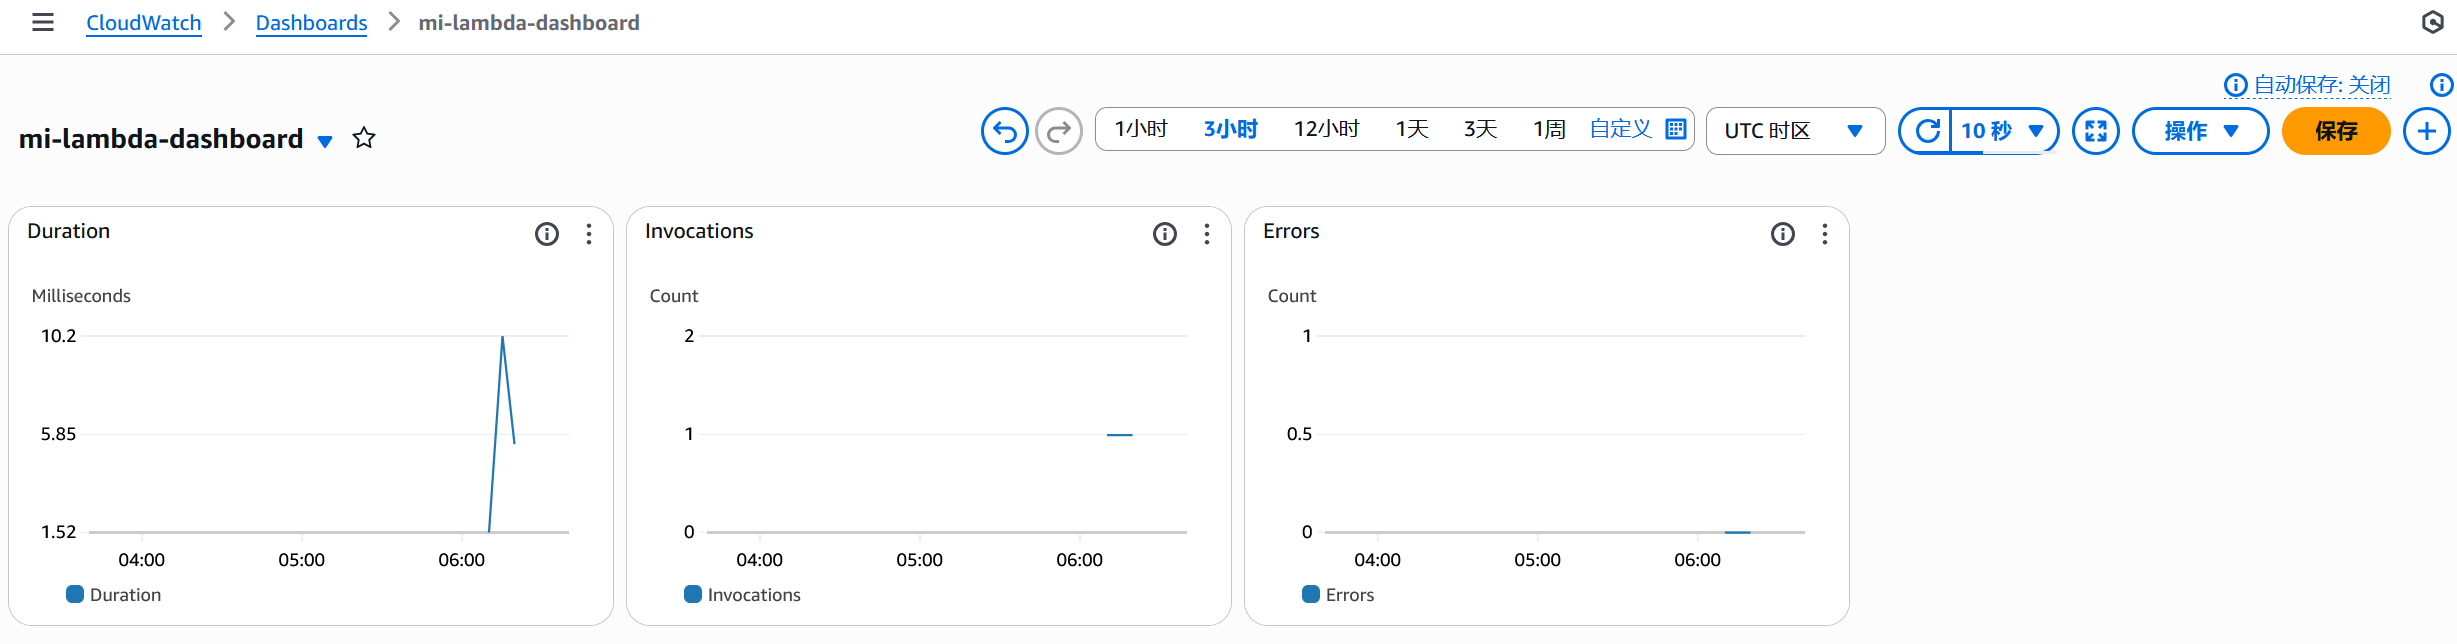 CloudWatch > Dashboards > mi-lambda-dashboard
自动保存: 关闭
mi-lambda-dashboard
1小时 3小时 12小时 1天 3天 1周 自定义 UTC 时区 10 秒 操作 保存
Duration
Milliseconds
10.2
5.85
1.52
04:00 05:00 06:00
Duration
Invocations
Count
2
1
0
04:00 05:00 06:00
Invocations
Errors
Count
1
0.5
0
04:00 05:00 06:00
Errors